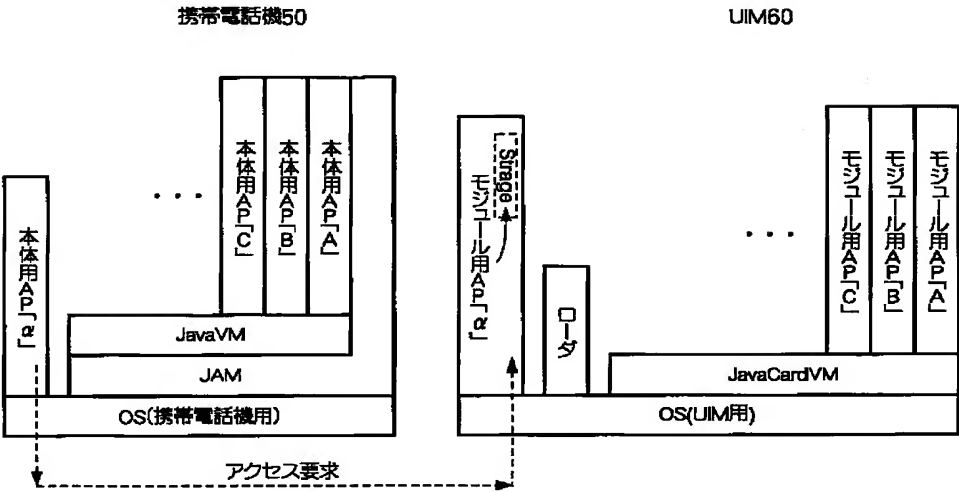 携帯電話機50
UIM60
本体用AP「α」
・・・
本体用AP「C」
本体用AP「B」
本体用AP「A」
JavaVM
JAM
OS(携帯電話機用)
モジュール用AP「α」
Strage
ローダ
・・・
モジュール用AP「C」
モジュール用AP「B」
モジュール用AP「A」
JavaCardVM
OS(UIM用)
アクセス要求